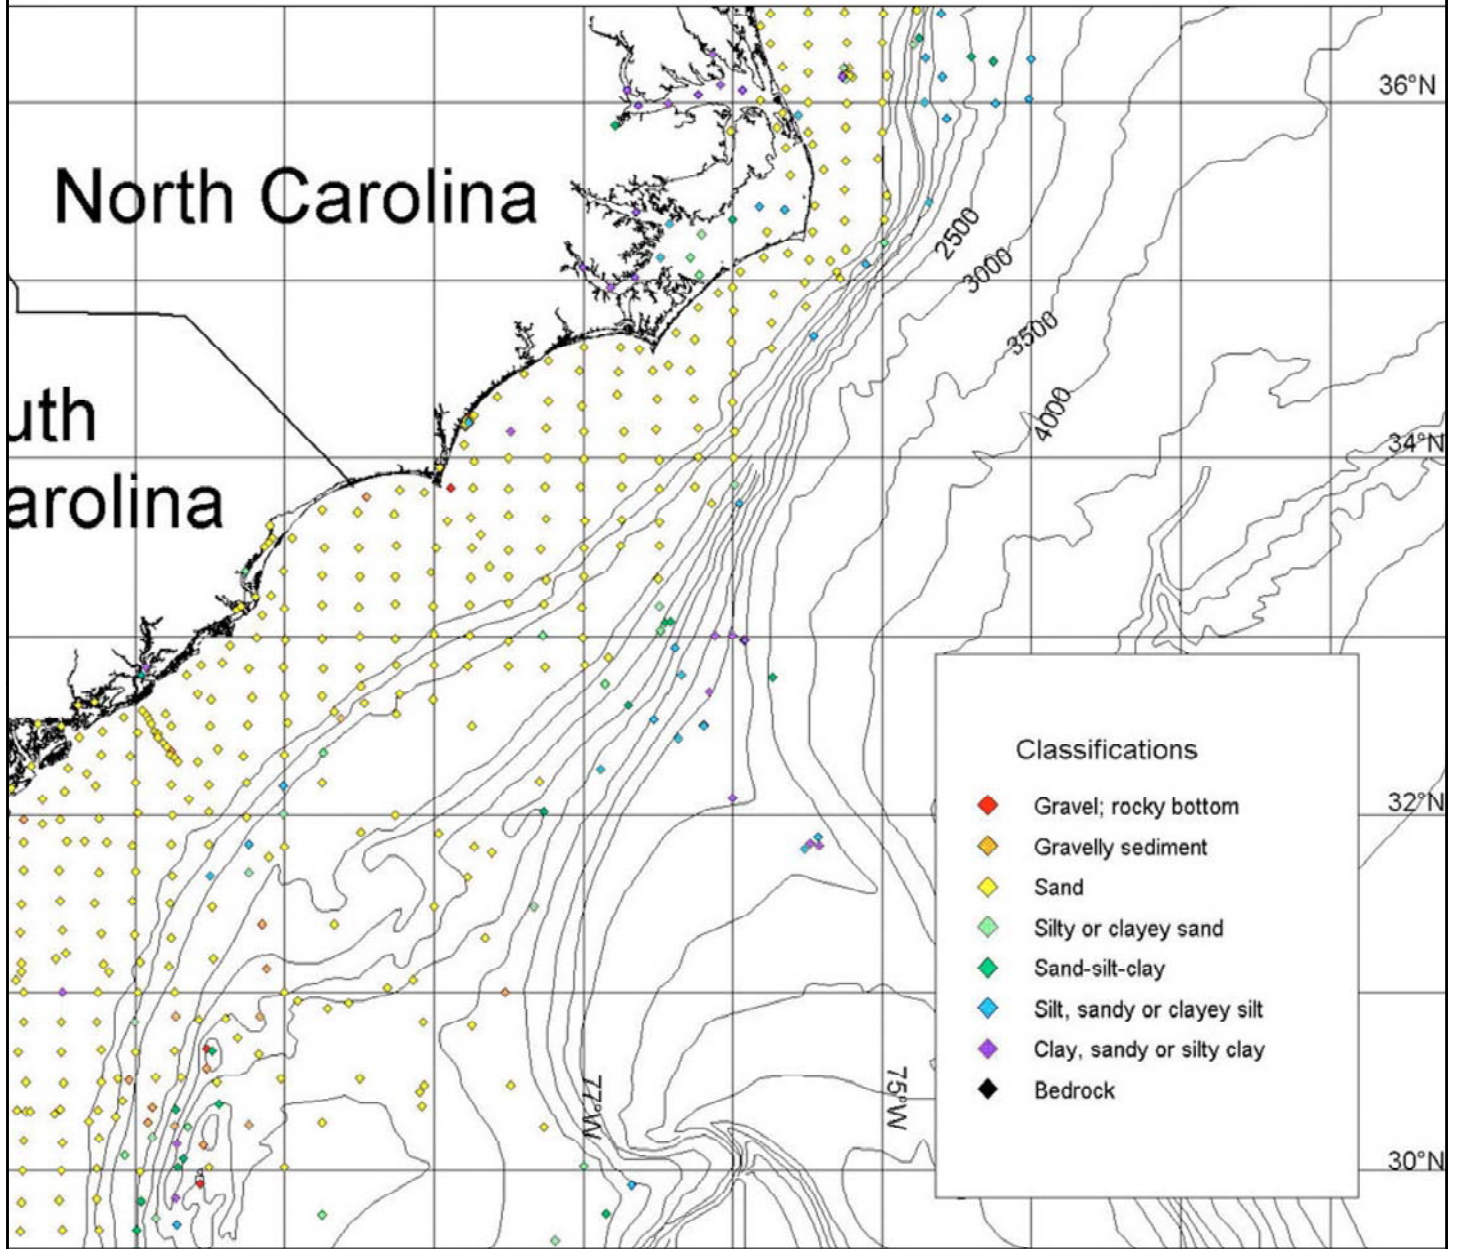 36°N
North Carolina
2500
3000
3500
uth
4000
34°N
arolina
Classifications
32°N
Gravel; rocky bottom
Gravelly sediment
Sand
Silty or clayey sand
Sand-silt-clay
Silt, sandy or clayey silt
Clay, sandy or silty clay
77°W
75°W
Bedrock
30°N